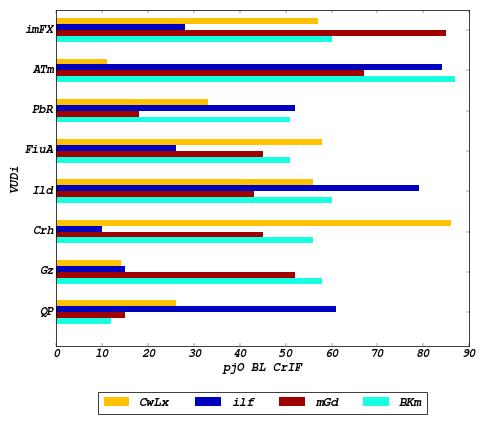 imFX
ATm
PbR
FiuA
Ild
Crh
Gz
QP
VUDi
0 10 20 30 40 50 60 70 80 90
pjO BL CrIF
CwLx ilf mGd BKm